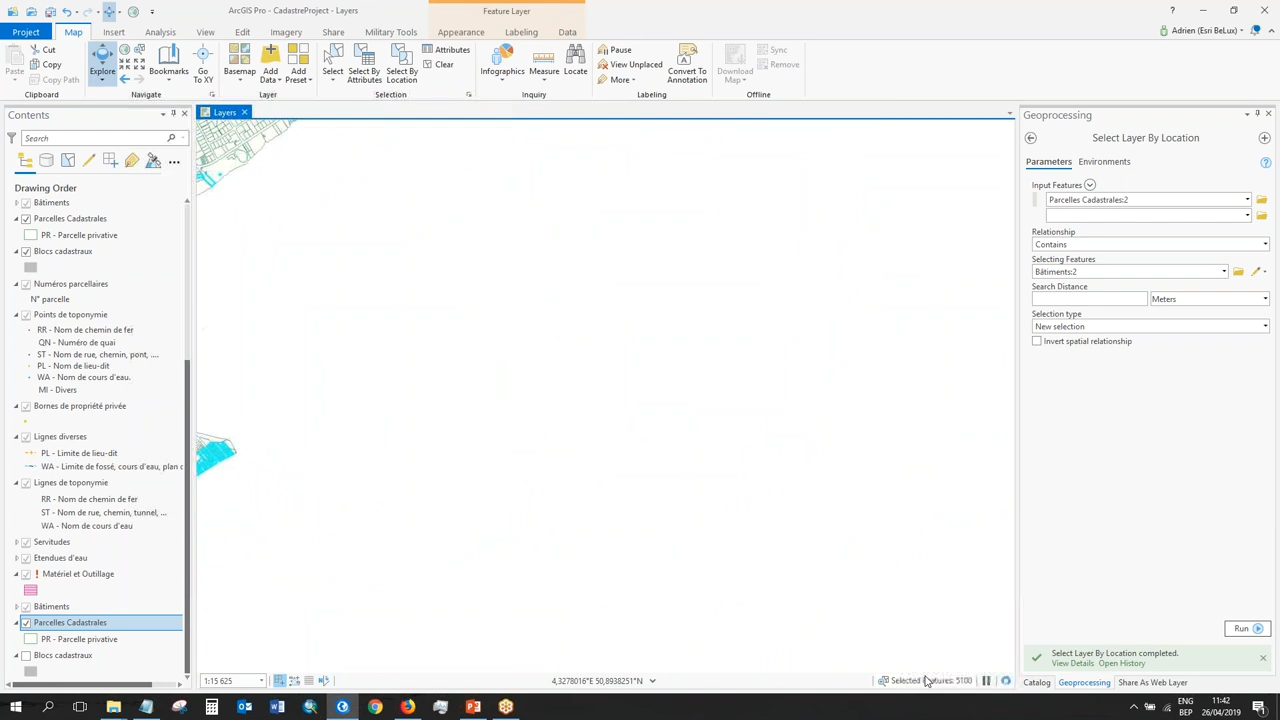 ArcGIS Pro - CadastreProject - Layers
Feature Layer
?
Project
Map
Insert
Analysis
View
Edit
Imagery
Share
Military Tools
Appearance
Labeling
Data
Adrien (Esri BeLux)
Paste
Cut
Copy
Copy Path
Clipboard
Explore
Bookmarks
Go
To XY
Navigate
Basemap
Add
Data
Add
Preset
Layer
Select
Select By
Attributes
Select By
Location
Attributes
Clear
Selection
Infographics
Measure
Locate
Inquiry
Pause
View Unplaced
More
Convert To
Annotation
Labeling
Download
Map
Sync
Remove
Offline
Contents
Search
Drawing Order
Bâtiments
Parcelles Cadastrales
PR - Parcelle privative
Blocs cadastraux
Numéros parcellaires
N° parcelle
Points de toponymie
RR - Nom de chemin de fer
QN - Numéro de quai
ST - Nom de rue, chemin, pont, ....
PL - Nom de lieu-dit
WA - Nom de cours d'eau.
MI - Divers
Bornes de propriété privée
Lignes diverses
PL - Limite de lieu-dit
WA - Limite de fossé, cours d'eau, plan d
Lignes de toponymie
RR - Nom de chemin de fer
ST - Nom de rue, chemin, tunnel, ...
WA - Nom de cours d'eau
Servitudes
Etendues d'eau
Matériel et Outillage
Bâtiments
Parcelles Cadastrales
PR - Parcelle privative
Blocs cadastraux
Layers
1:15 625
4,3278016°E 50,8938251°N
Geoprocessing
Select Layer By Location
Parameters
Environments
Input Features
Parcelles Cadastrales:2
Relationship
Contains
Selecting Features
Bâtiments:2
Search Distance
Meters
Selection type
New selection
Invert spatial relationship
Run
Select Layer By Location completed.
View Details Open History
Catalog
Geoprocessing
Share As Web Layer
ENG
BEP
11:42
26/04/2019